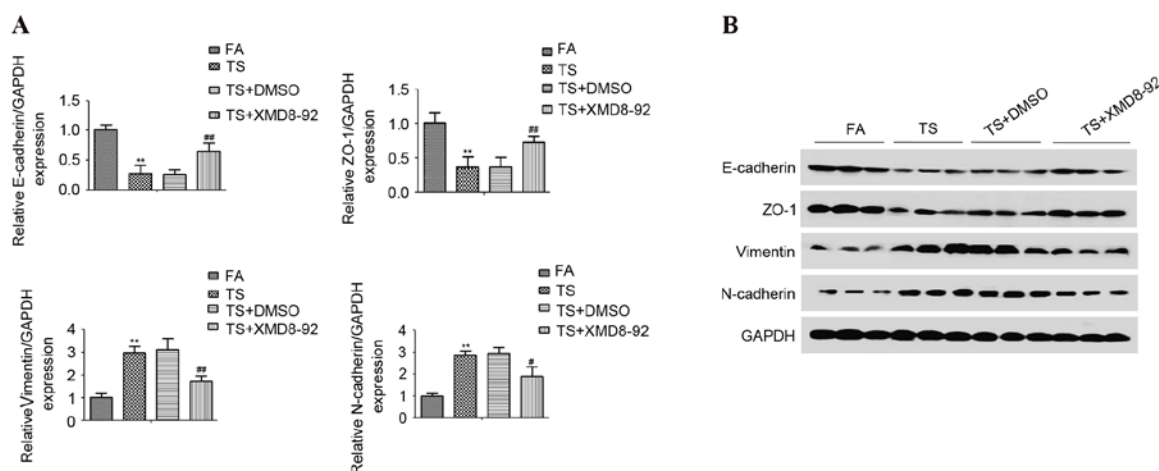 A
FA
TS
TS+DMSO
TS+XMD8-92
Relative E-cadherin/GAPDH
expression
1.5
1.0
0.5
0.0
**
##
FA
TS
TS+DMSO
TS+XMD8-92
Relative ZO-1/GAPDH
expression
1.5
1.0
0.5
0.0
**
##
FA
TS
TS+DMSO
TS+XMD8-92
Relative Vimentin/GAPDH
expression
4
3
2
1
0
**
##
FA
TS
TS+DMSO
TS+XMD8-92
Relative N-cadherin/GAPDH
expression
4
3
2
1
0
**
#
B
FA
TS
TS+DMSO
TS+XMD8-92
E-cadherin
ZO-1
Vimentin
N-cadherin
GAPDH